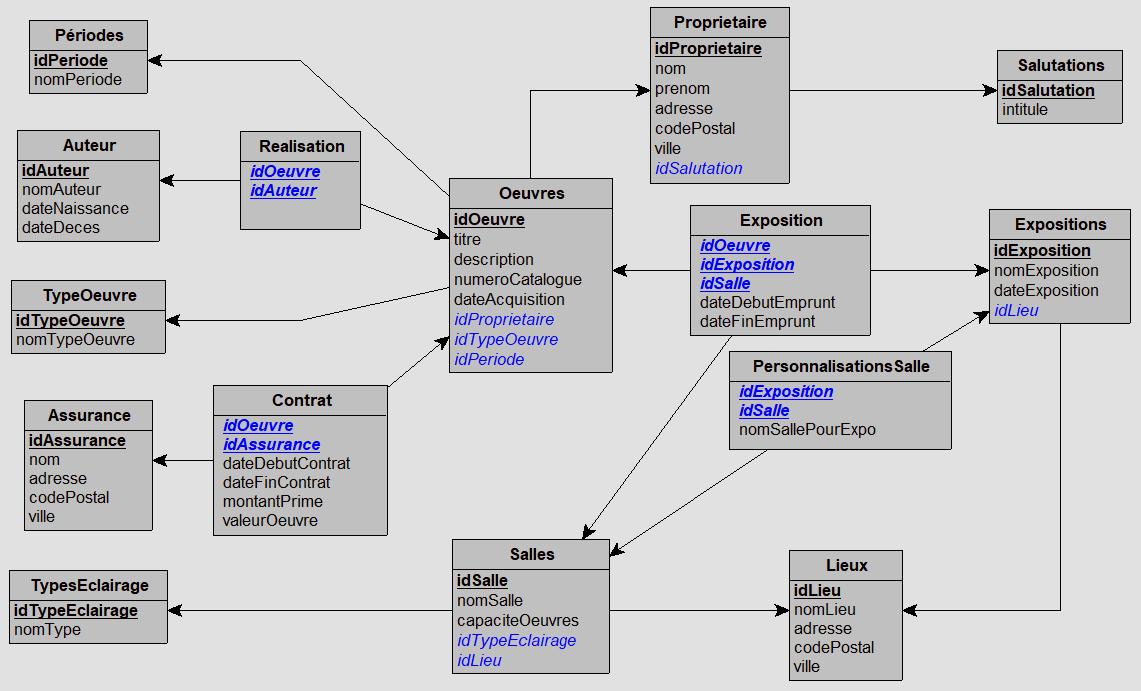 Périodes
idPeriode
nomPeriode
Proprietaire
idProprietaire
nom
prenom
adresse
codePostal
ville
idSalutation
Salutations
idSalutation
intitule
Auteur
idAuteur
nomAuteur
dateNaissance
dateDeces
Realisation
idOeuvre
idAuteur
Oeuvres
idOeuvre
titre
description
numeroCatalogue
dateAcquisition
idProprietaire
idTypeOeuvre
idPeriode
Exposition
idOeuvre
idExposition
idSalle
dateDebutEmprunt
dateFinEmprunt
Expositions
idExposition
nomExposition
dateExposition
idLieu
TypeOeuvre
idTypeOeuvre
nomTypeOeuvre
PersonnalisationsSalle
idExposition
idSalle
nomSallePourExpo
Assurance
idAssurance
nom
adresse
codePostal
ville
Contrat
idOeuvre
idAssurance
dateDebutContrat
dateFinContrat
montantPrime
valeurOeuvre
TypesEclairage
idTypeEclairage
nomType
Salles
idSalle
nomSalle
capaciteOeuvres
idTypeEclairage
idLieu
Lieux
idLieu
nomLieu
adresse
codePostal
ville